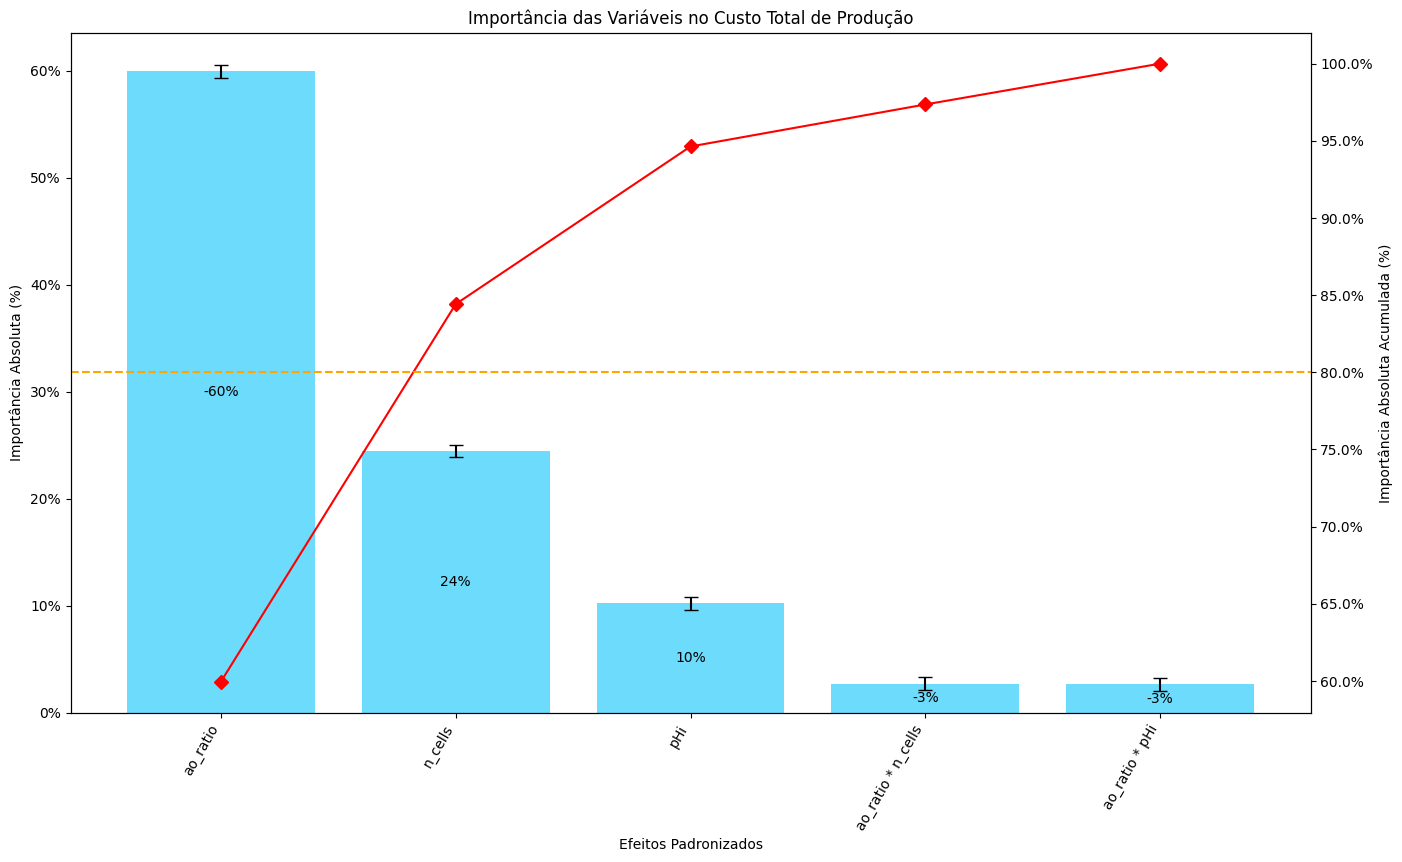 Importância das Variáveis no Custo Total de Produção
Importância Absoluta (%)
60%
50%
40%
30%
20%
10%
0%
-60%
24%
10%
-3%
-3%
100.0%
95.0%
90.0%
85.0%
80.0%
75.0%
70.0%
65.0%
60.0%
Importância Absoluta Acumulada (%)
ao_ratio
n_cells
pHi
ao_ratio * n_cells
ao_ratio * pHi
Efeitos Padronizados